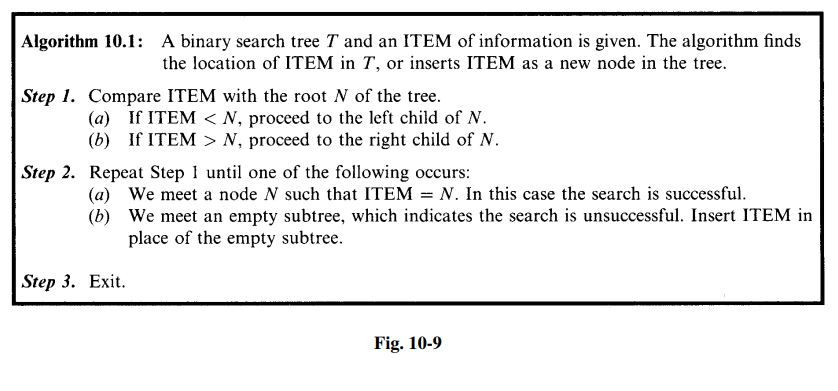 Algorithm 10.1: A binary search tree T and an ITEM of information is given. The algorithm finds
the location of ITEM in T, or inserts ITEM as a new node in the tree.
Step 1. Compare ITEM with the root N of the tree.
(a) If ITEM < N, proceed to the left child of N.
(b) If ITEM > N, proceed to the right child of N.
Step 2. Repeat Step 1 until one of the following occurs:
(a) We meet a node N such that ITEM = N. In this case the search is successful.
(b) We meet an empty subtree, which indicates the search is unsuccessful. Insert ITEM in
place of the empty subtree.
Step 3. Exit.
Fig. 10-9